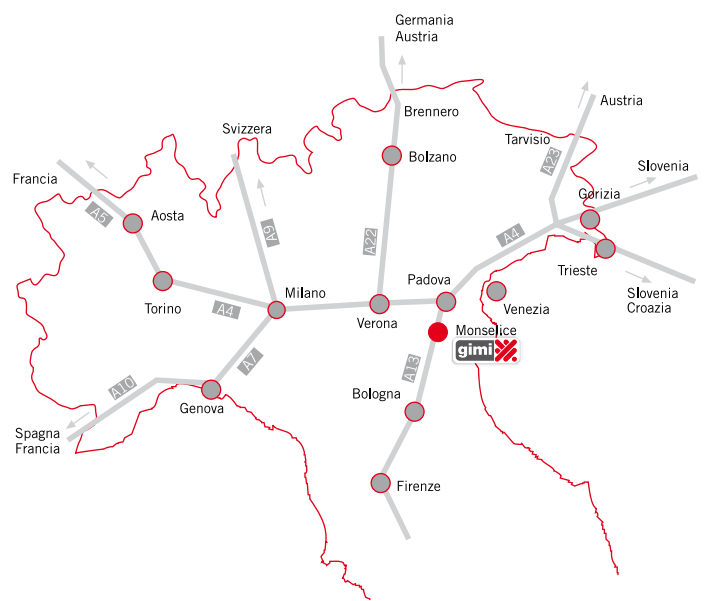 Germania
Austria
Brennero
Austria
Svizzera
Tarvisio
Bolzano
A23
Slovenia
Francia
A5
Aosta
A9
A22
Gorizia
A4
Torino
A4
Milano
Padova
Trieste
Verona
Venezia
Slovenia
Croazia
Monselice
gimi
A7
A13
A10
Genova
Bologna
Spagna
Francia
Firenze